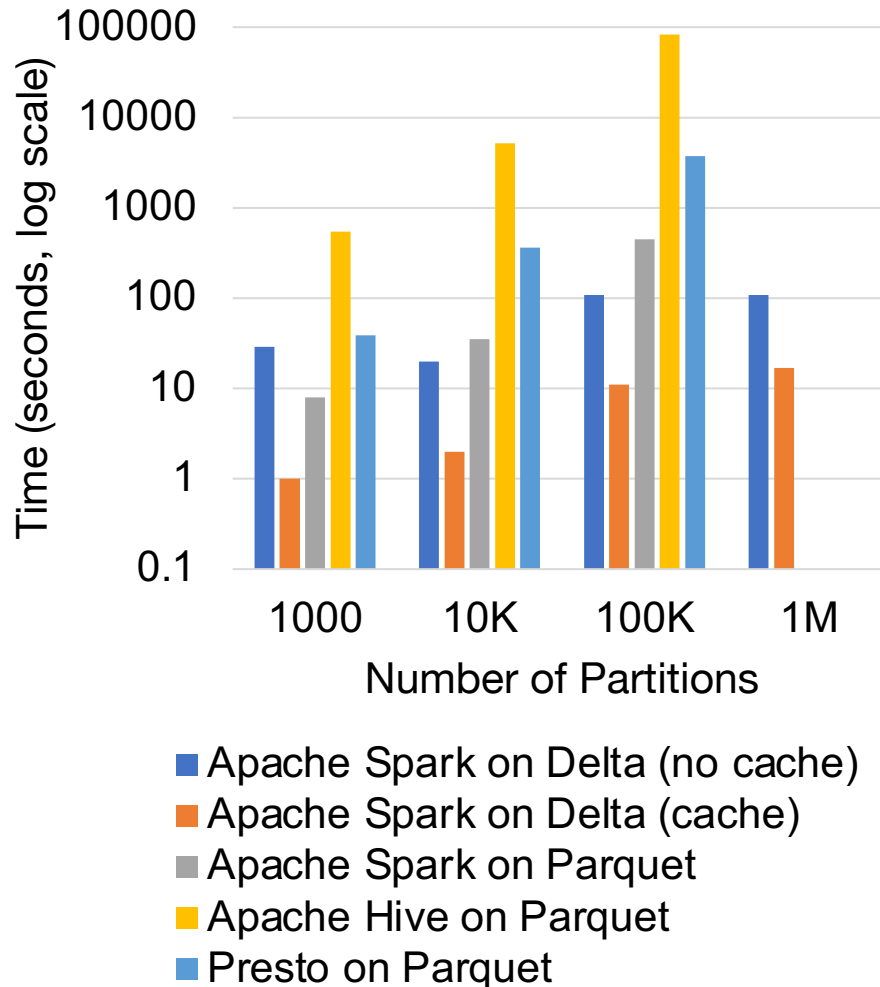 100000
10000
1000
100
10
1
0.1
Time (seconds, log scale)
1000 10K 100K 1M
Number of Partitions
Apache Spark on Delta (no cache)
Apache Spark on Delta (cache)
Apache Spark on Parquet
Apache Hive on Parquet
Presto on Parquet